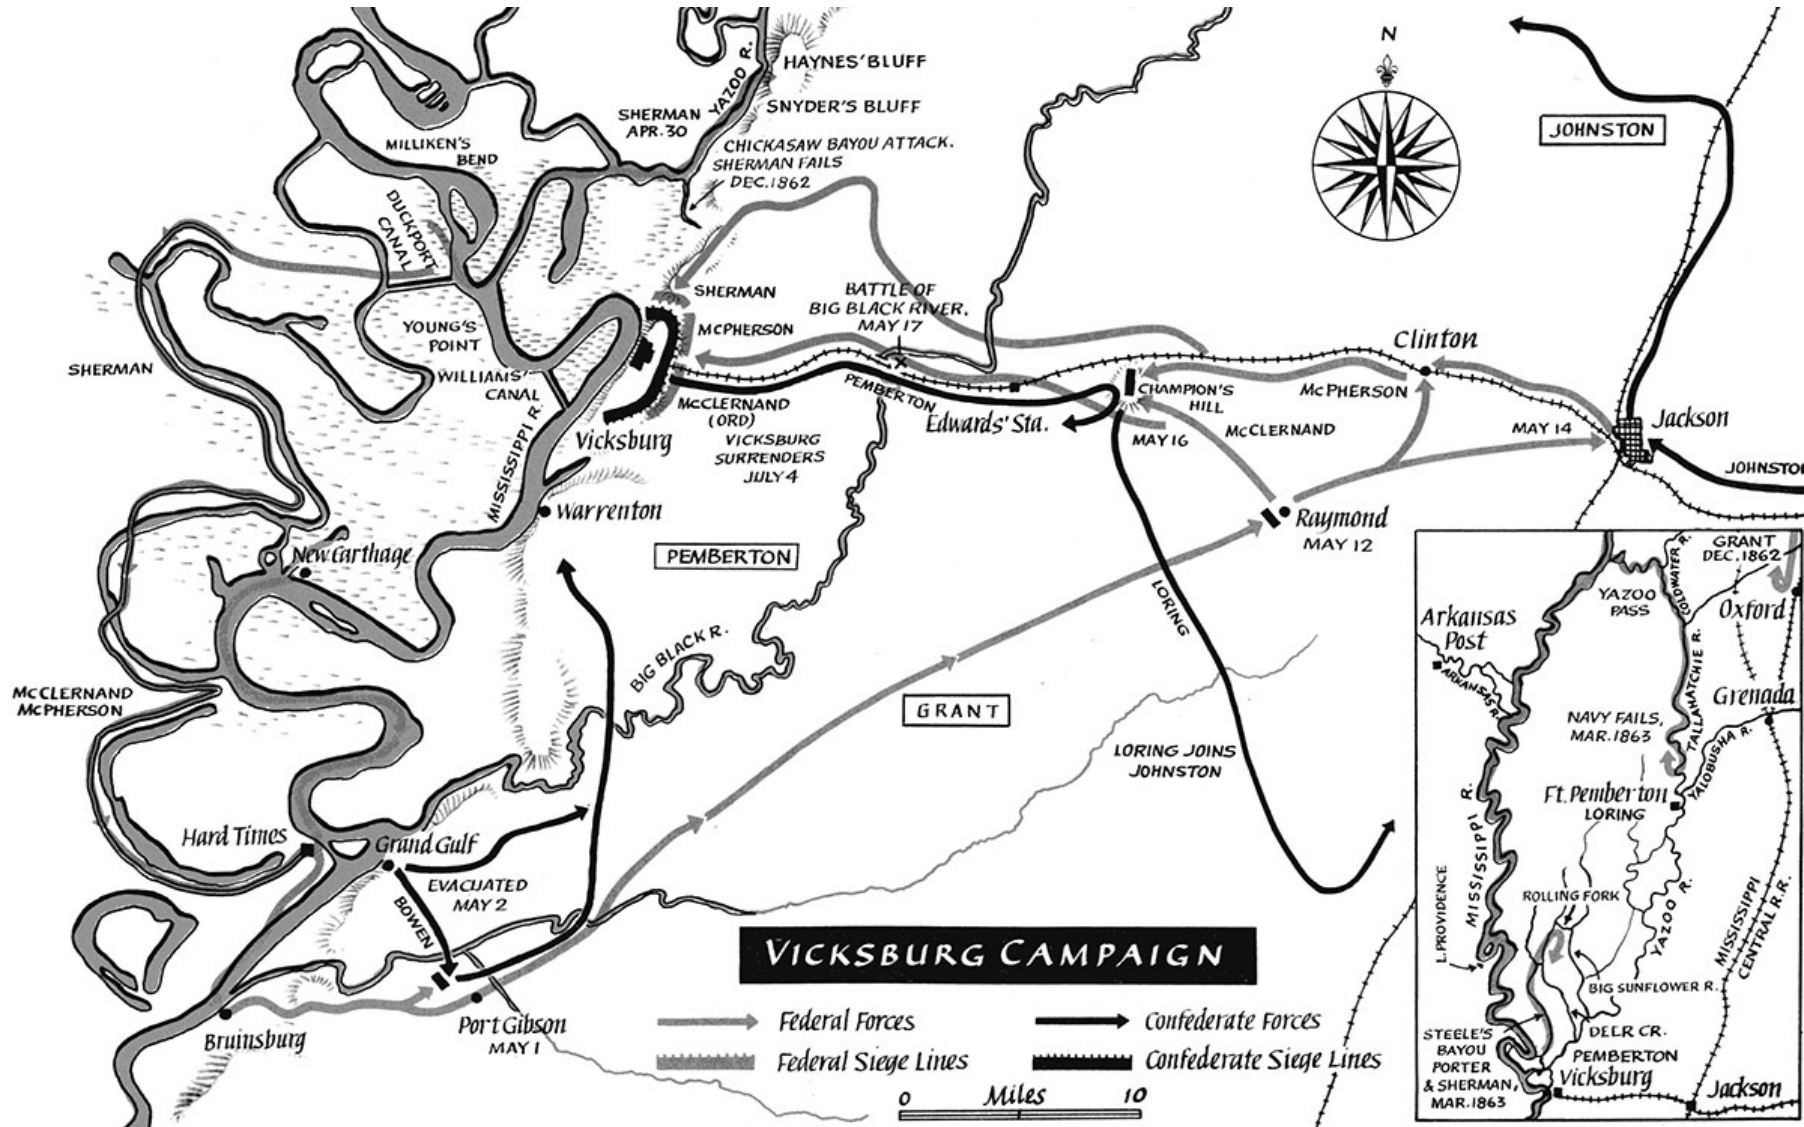 N
HAYNES' BLUFF
YAZOO R.
SNYDER'S BLUFF
SHERMAN
APR. 30
CHICKASAW BAYOU ATTACK.
SHERMAN FAILS
DEC. 1862
MILLIKEN'S
BEND
DUCKPORT
CANAL
JOHNSTON
SHERMAN
BATTLE OF
BIG BLACK RIVER,
MAY 17
McPHERSON
YOUNG'S
POINT
WILLIAMS'
CANAL
SHERMAN
Clinton
McPHERSON
CHAMPION'S
HILL
PEMBERTON
Edwards' Sta.
McCLERNAND
(ORD)
Vicksburg
VICKSBURG
SURRENDERS
JULY 4
MAY 16
McCLERNAND
MAY 14
Jackson
JOHNSTO
MISSISSIPPI R.
Warrenton
Raymond
MAY 12
New Carthage
PEMBERTON
LORING
BIG BLACK R.
McCLERNAND
McPHERSON
GRANT
LORING JOINS
JOHNSTON
Hard Times
Grand Gulf
EVACUATED
MAY 2
BOWEN
Bruinsburg
Port Gibson
MAY 1
VICKSBURG CAMPAIGN
Federal Forces
Confederate Forces
Federal Siege Lines
Confederate Siege Lines
0 Miles 10
GRANT
DEC. 1862
COLDWATER R.
YAZOO
PASS
Oxford
Arkansas
Post
ARKANSAS R.
TALLAHATCHIE R.
Grenada
NAVY FAILS,
MAR. 1863
YALOBUSHA R.
Ft. Pemberton
LORING
MISSISSIPPI R.
L. PROVIDENCE
ROLLING FORK
YAZOO R.
MISSISSIPPI
CENTRAL R.R.
BIG SUNFLOWER R.
DEER CR.
STEELE'S
BAYOU
PORTER
& SHERMAN,
MAR. 1863
PEMBERTON
Vicksburg
Jackson